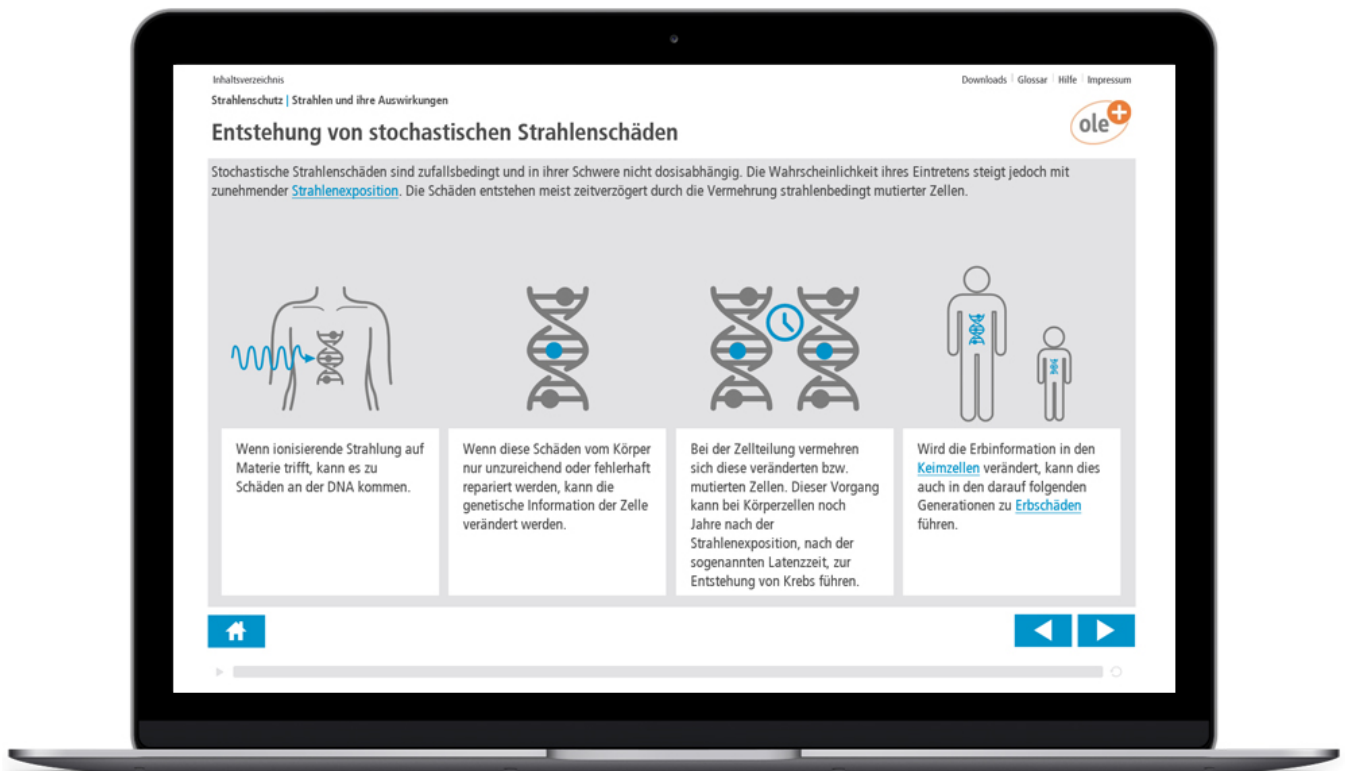 Inhaltsverzeichnis
Downloads | Glossar | Hilfe | Impressum
Strahlenschutz | Strahlen und ihre Auswirkungen
Entstehung von stochastischen Strahlenschäden
ole+
Stochastische Strahlenschäden sind zufallsbedingt und in ihrer Schwere nicht dosisabhängig. Die Wahrscheinlichkeit ihres Eintretens steigt jedoch mit
zunehmender Strahlenexposition. Die Schäden entstehen meist zeitverzögert durch die Vermehrung strahlenbedingt mutierter Zellen.
Wenn ionisierende Strahlung auf
Materie trifft, kann es zu
Schäden an der DNA kommen.
Wenn diese Schäden vom Körper
nur unzureichend oder fehlerhaft
repariert werden, kann die
genetische Information der Zelle
verändert werden.
Bei der Zellteilung vermehren
sich diese veränderten bzw.
mutierten Zellen. Dieser Vorgang
kann bei Körperzellen noch
Jahre nach der
Strahlenexposition, nach der
sogenannten Latenzzeit, zur
Entstehung von Krebs führen.
Wird die Erbinformation in den
Keimzellen verändert, kann dies
auch in den darauf folgenden
Generationen zu Erbschäden
führen.